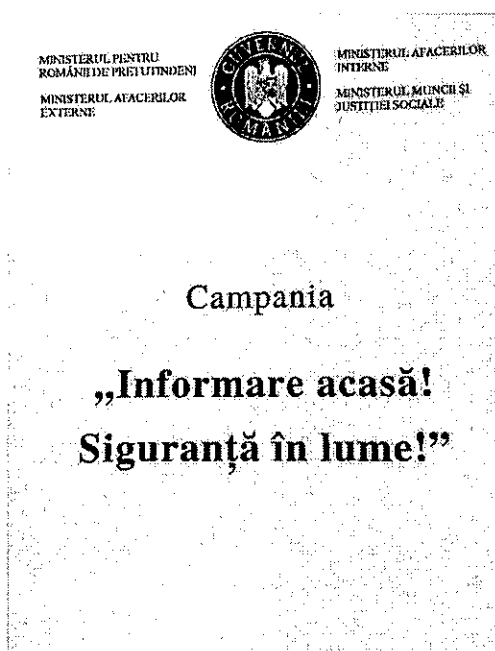 MINISTERUL PENTRU
ROMÂNII DE PRETUTINDENI
MINISTERUL AFACERILOR
EXTERNE
GUVERNUL ROMÂNIEI
MINISTERUL AFACERILOR
INTERNE
MINISTERUL MUNCII ȘI
JUSTIȚIEI SOCIALE
Campania
„Informare acasă!
Siguranță în lume!”